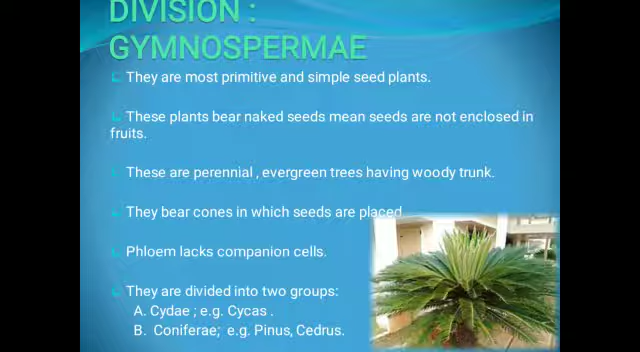 DIVISION :
GYMNOSPERMAE
They are most primitive and simple seed plants.
These plants bear naked seeds mean seeds are not enclosed in
fruits.
These are perennial , evergreen trees having woody trunk.
They bear cones in which seeds are placed
Phloem lacks companion cells.
They are divided into two groups:
A. Cydae ; e.g. Cycas .
B. Coniferae; e.g. Pinus, Cedrus.